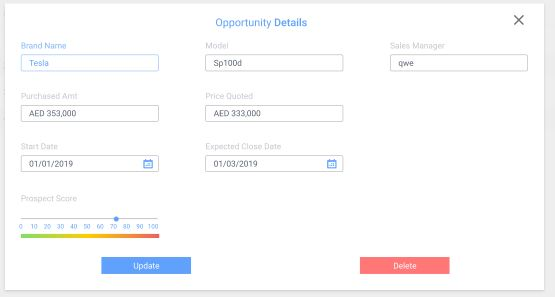 Opportunity Details
Brand Name Model Sales Manager
Tesla Sp100d qwe
Purchased Amt Price Quoted
AED 353,000 AED 333,000
Start Date Expected Close Date
01/01/2019 01/03/2019
Prospect Score
0 10 20 30 40 50 60 70 80 90 100
Update Delete